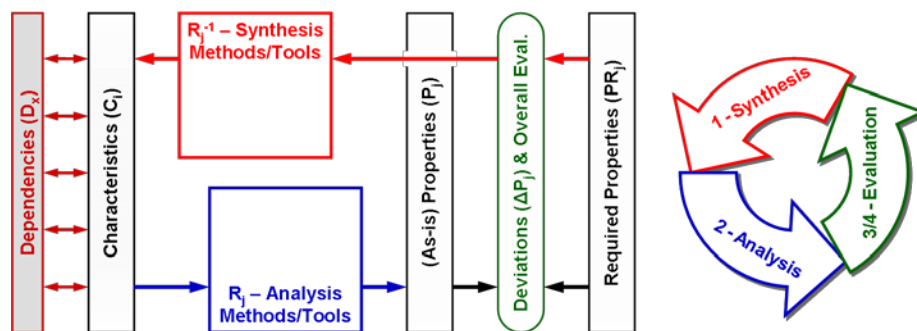 Dependencies (Dₓ)
Characteristics (Cᵢ)
Rⱼ⁻¹ – Synthesis
Methods/Tools
Rⱼ – Analysis
Methods/Tools
(As-is) Properties (Pⱼ)
Deviations (ΔPⱼ) & Overall Eval.
Required Properties (PRⱼ)
1 - Synthesis
2 - Analysis
3/4 - Evaluation